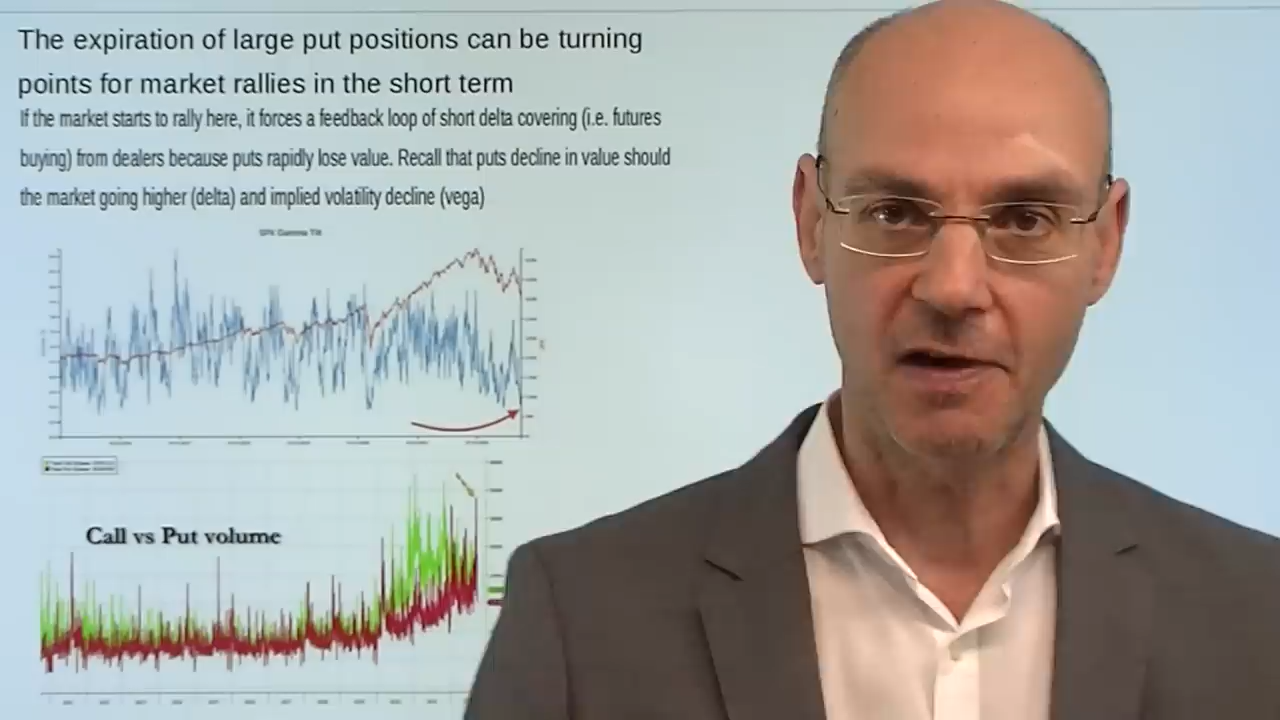 The expiration of large put positions can be turning
points for market rallies in the short term
If the market starts to rally here, it forces a feedback loop of short delta covering (i.e. futures
buying) from dealers because puts rapidly lose value. Recall that puts decline in value should
the market going higher (delta) and implied volatility decline (vega)
SPX Gamma Tilt
Call vs Put volume